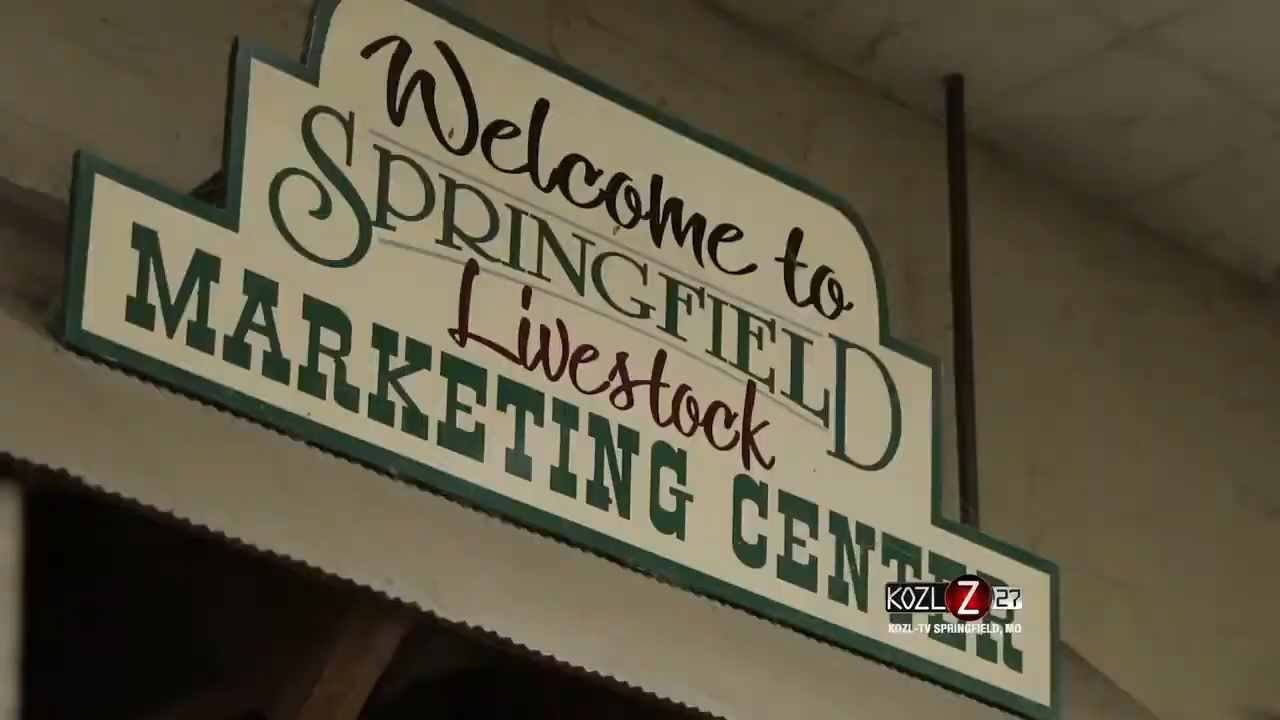 Welcome to
SPRINGFIELD
Livestock
MARKETING CENTER
KOZL Z 27
KOZL-TV SPRINGFIELD, MO